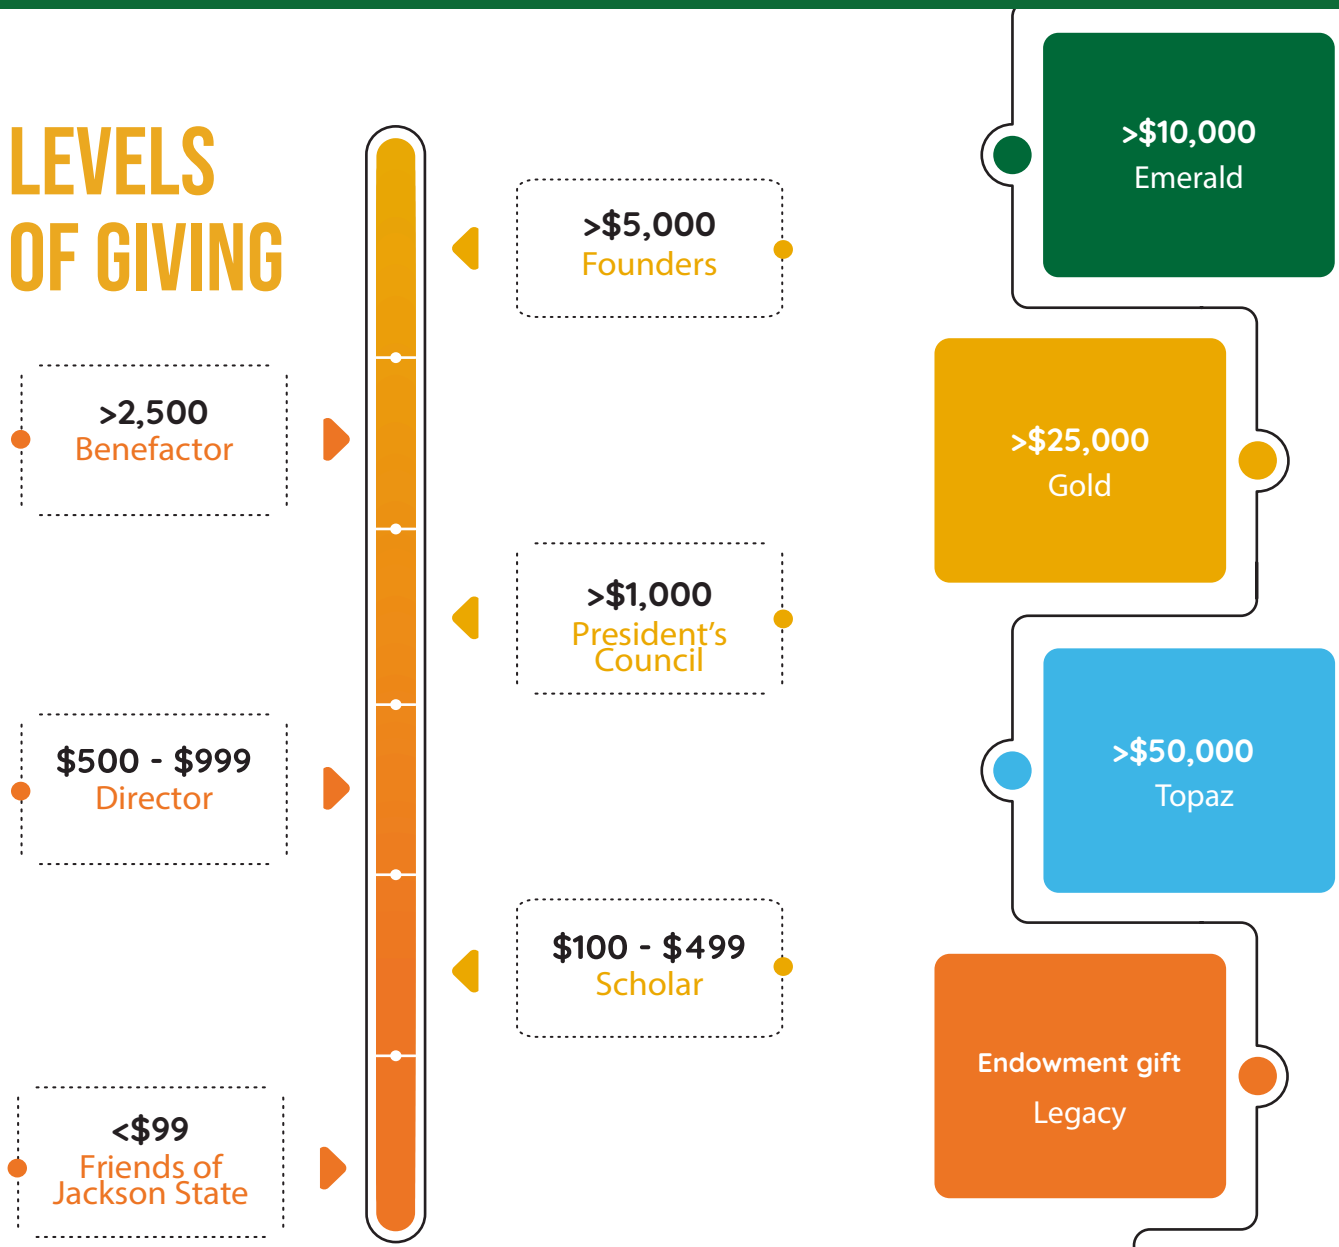 LEVELS
OF GIVING
>$5,000
Founders
>2,500
Benefactor
>$1,000
President’s
Council
$500 - $999
Director
$100 - $499
Scholar
<$99
Friends of
Jackson State
>$10,000
Emerald
>$25,000
Gold
>$50,000
Topaz
Endowment gift
Legacy